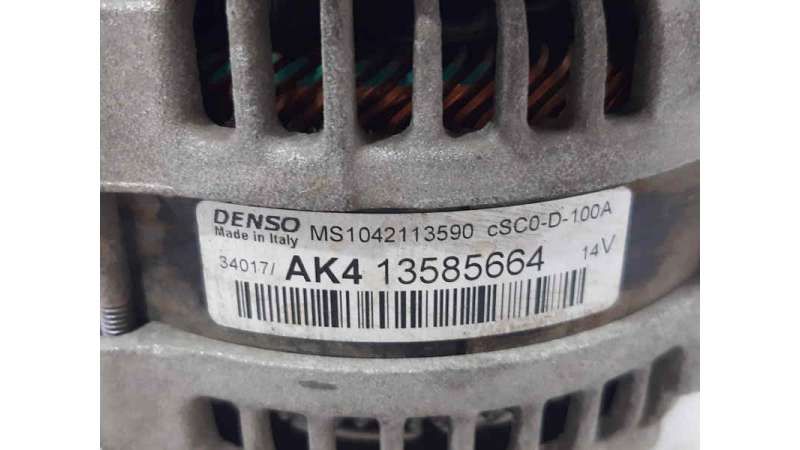 DENSO MS1042113590 cSC0-D-100A
Made in Italy
34017/ AK4 13585664 14V